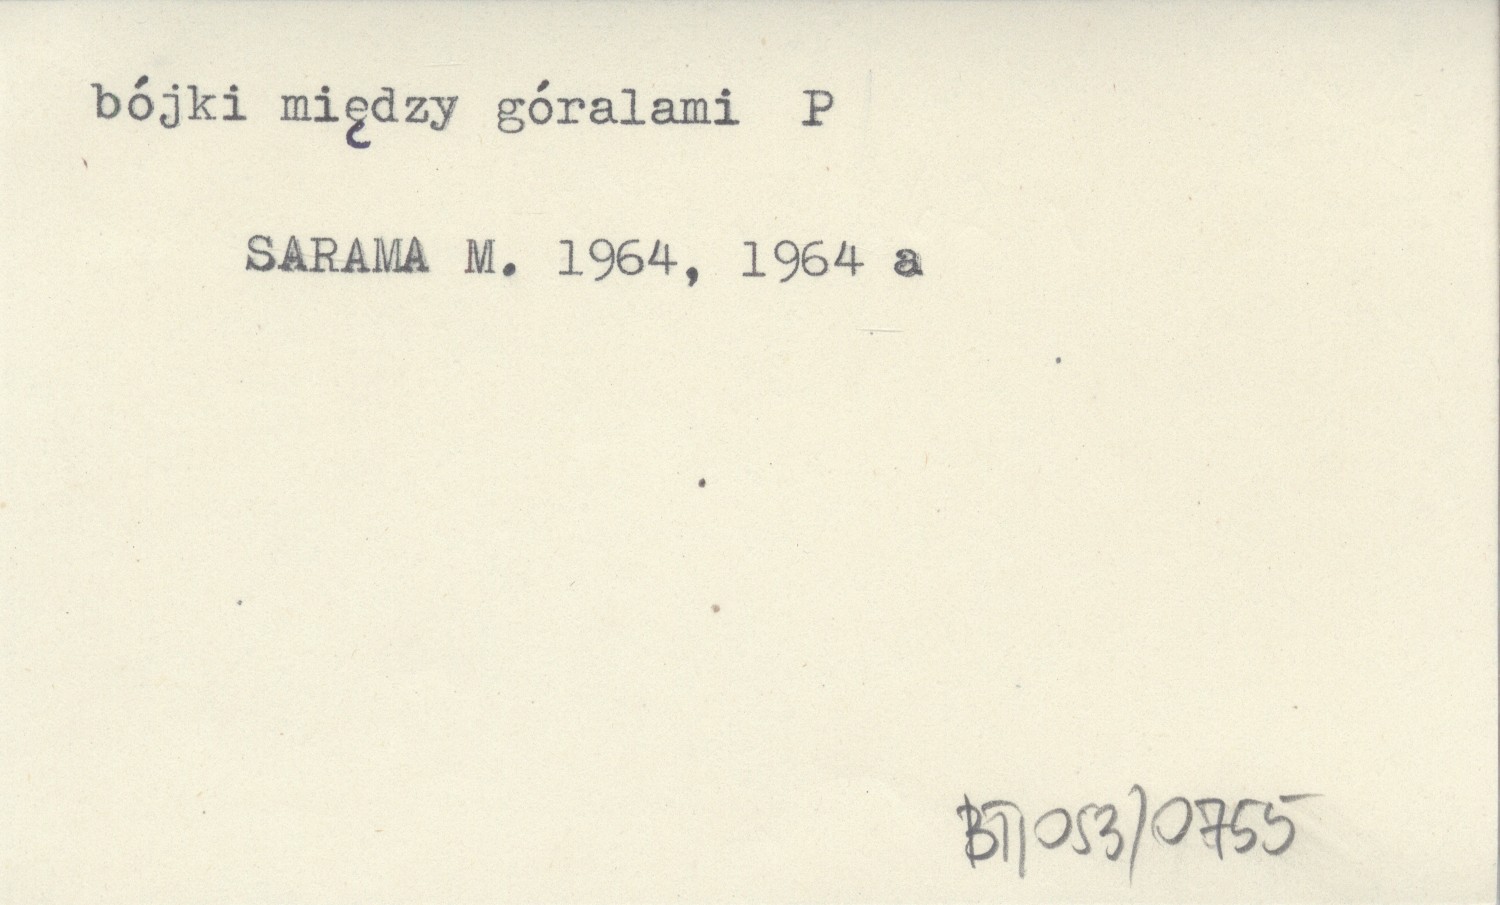 bójki między góralami P
SARAMA M. 1964, 1964 a
BT/053/0755